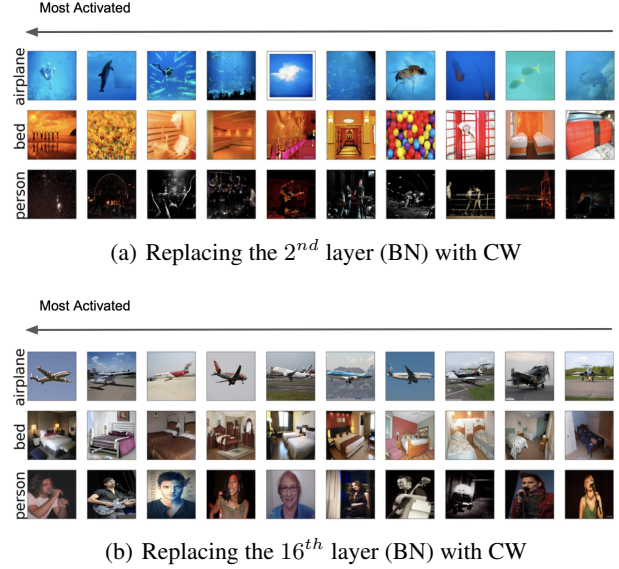 Most Activated
airplane
bed
person
(a) Replacing the 2nd layer (BN) with CW
Most Activated
airplane
bed
person
(b) Replacing the 16th layer (BN) with CW